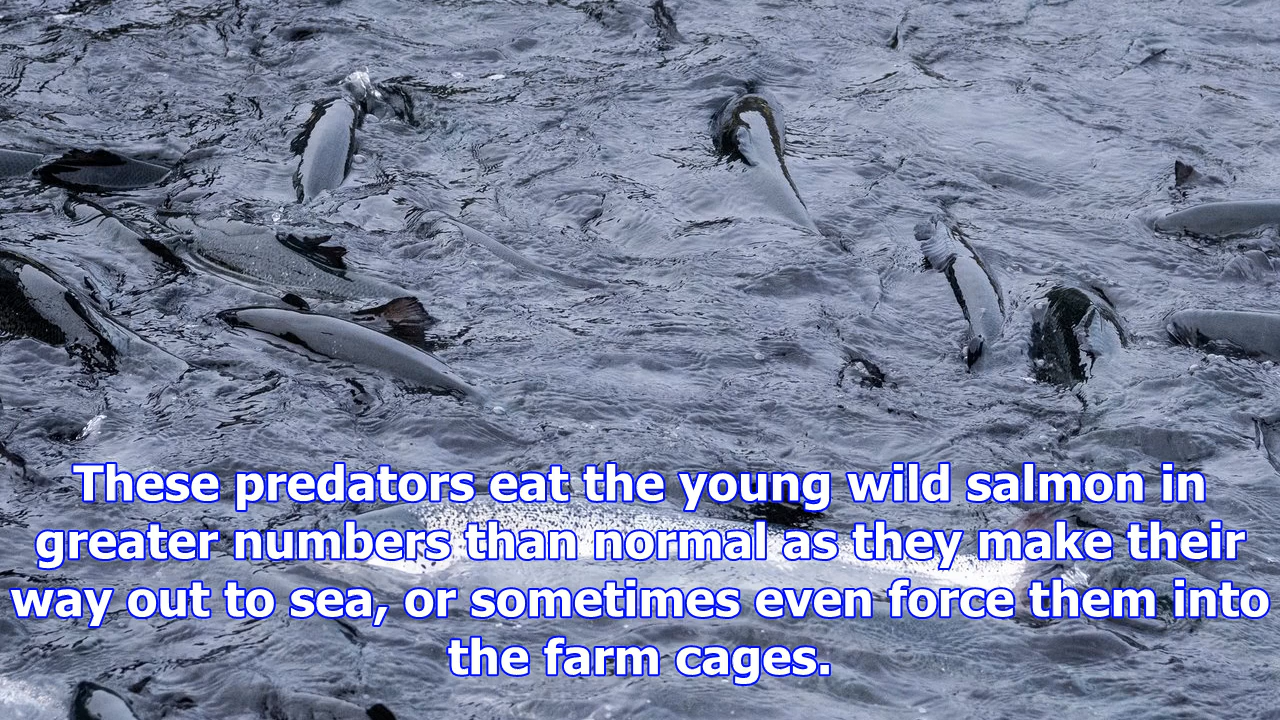 These predators eat the young wild salmon in
greater numbers than normal as they make their
way out to sea, or sometimes even force them into
the farm cages.